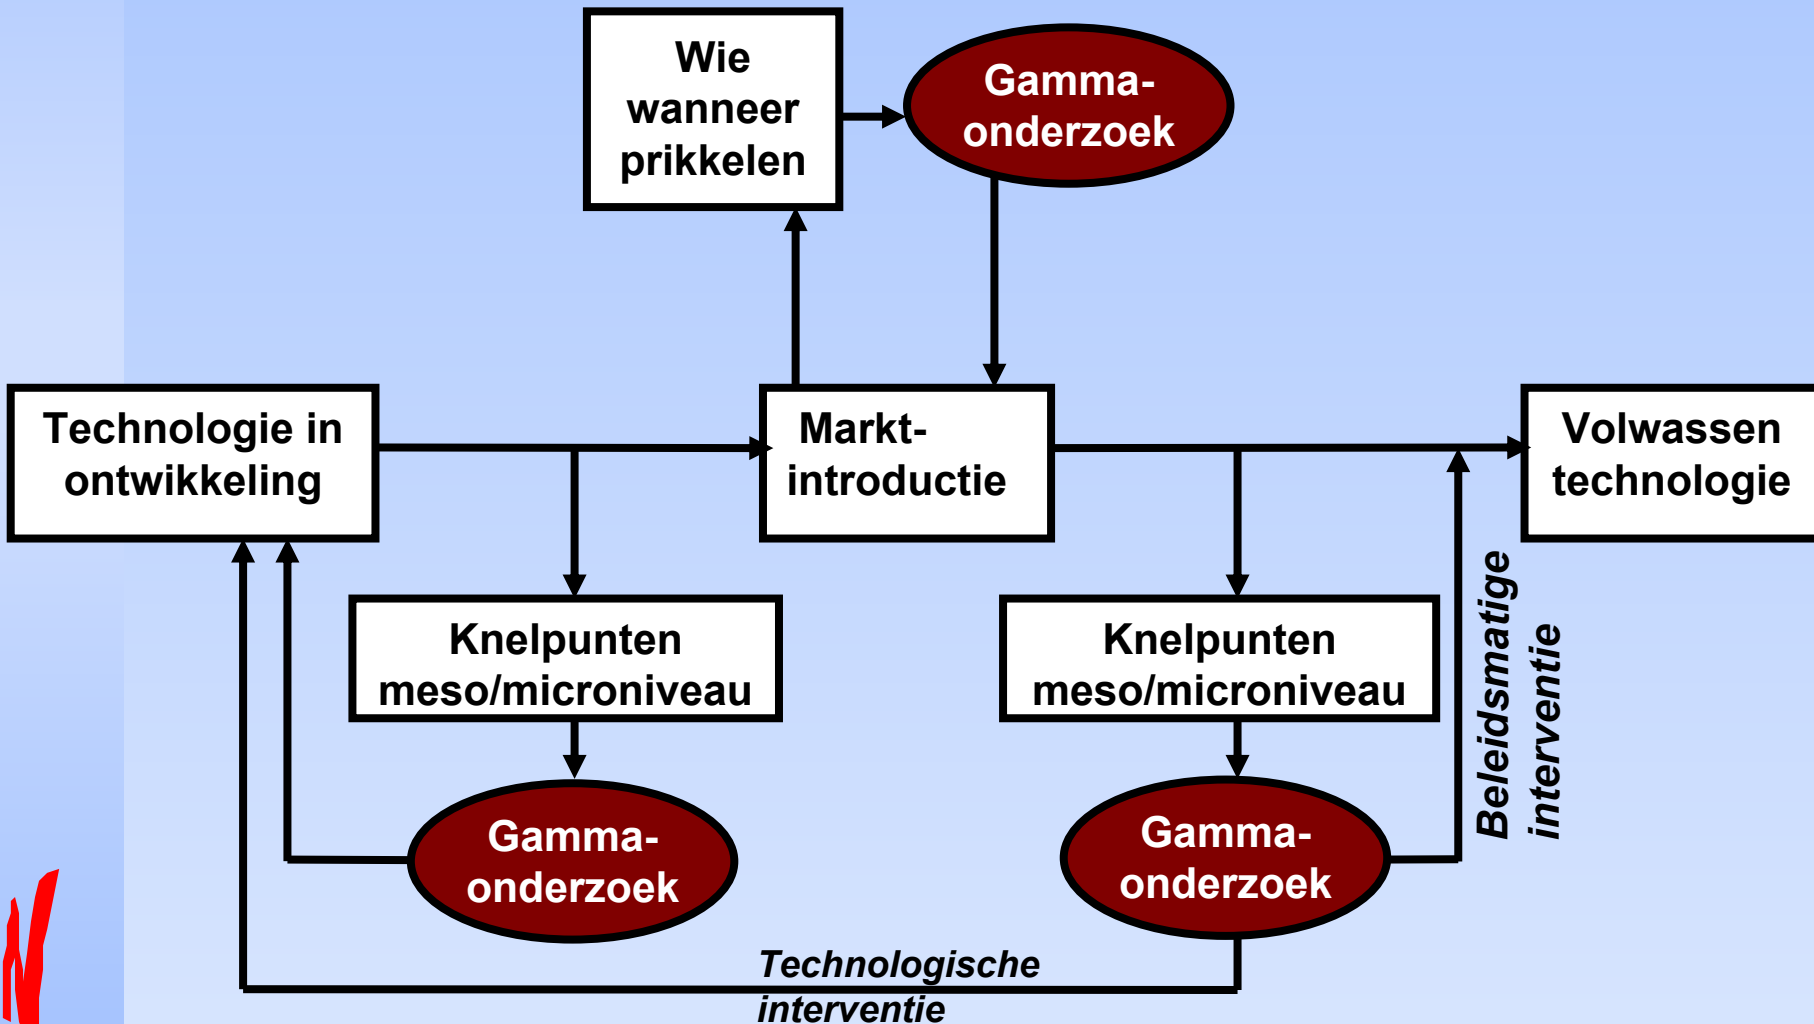 Wie
wanneer
prikkelen
Gamma-
onderzoek
Technologie in
ontwikkeling
Markt-
introductie
Volwassen
technologie
Knelpunten
meso/microniveau
Knelpunten
meso/microniveau
Beleidsmatige
interventie
Gamma-
onderzoek
Gamma-
onderzoek
Technologische
interventie